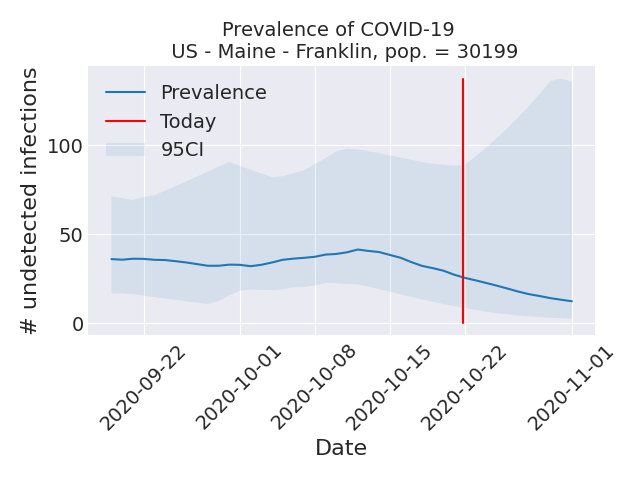 Prevalence of COVID-19
US - Maine - Franklin, pop. = 30199
# undetected infections
100
50
0
Prevalence
Today
95CI
2020-09-22
2020-10-01
2020-10-08
2020-10-15
2020-10-22
2020-11-01
Date